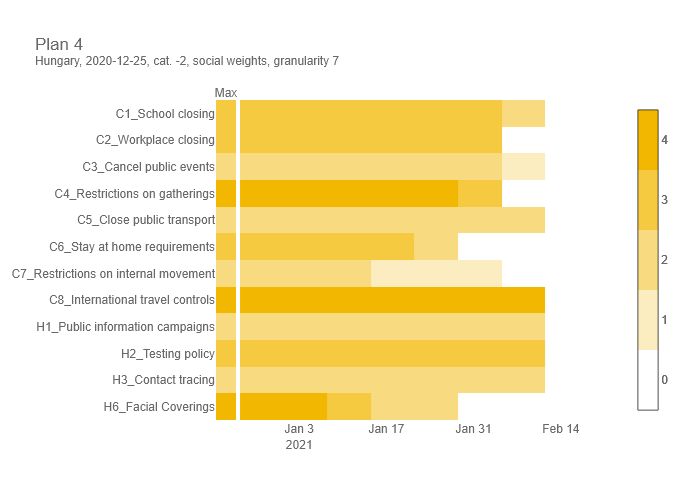 Plan 4
Hungary, 2020-12-25, cat. -2, social weights, granularity 7
Max
C1_School closing
C2_Workplace closing
C3_Cancel public events
C4_Restrictions on gatherings
C5_Close public transport
C6_Stay at home requirements
C7_Restrictions on internal movement
C8_International travel controls
H1_Public information campaigns
H2_Testing policy
H3_Contact tracing
H6_Facial Coverings
Jan 3 Jan 17 Jan 31 Feb 14
2021
4
3
2
1
0